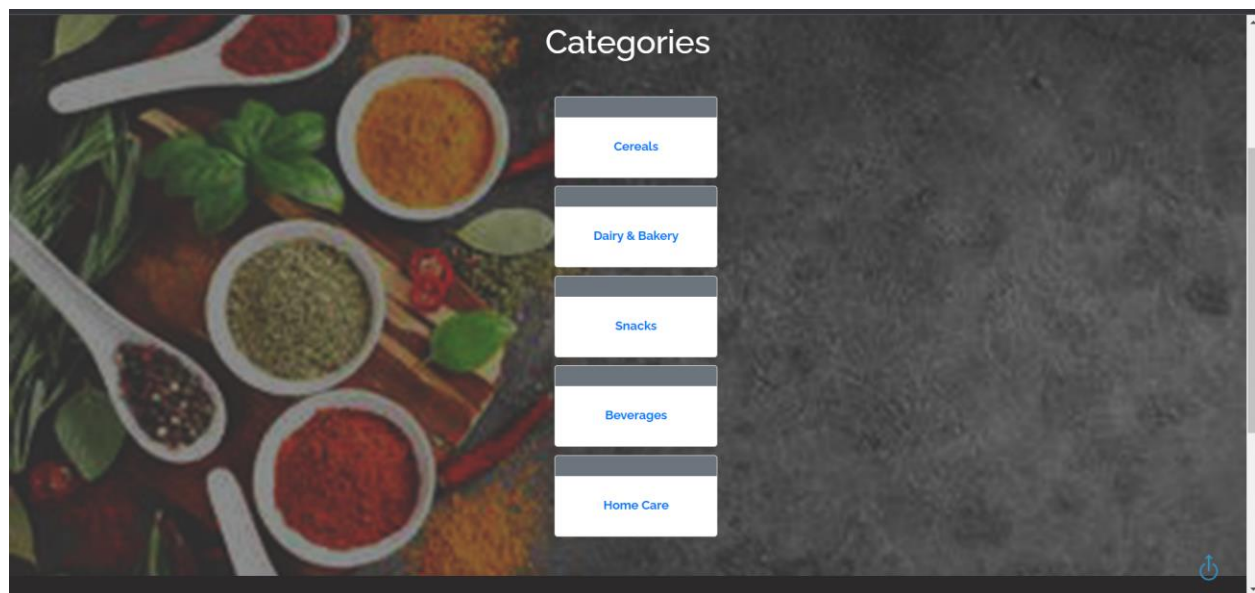 Categories
Cereals
Dairy & Bakery
Snacks
Beverages
Home Care